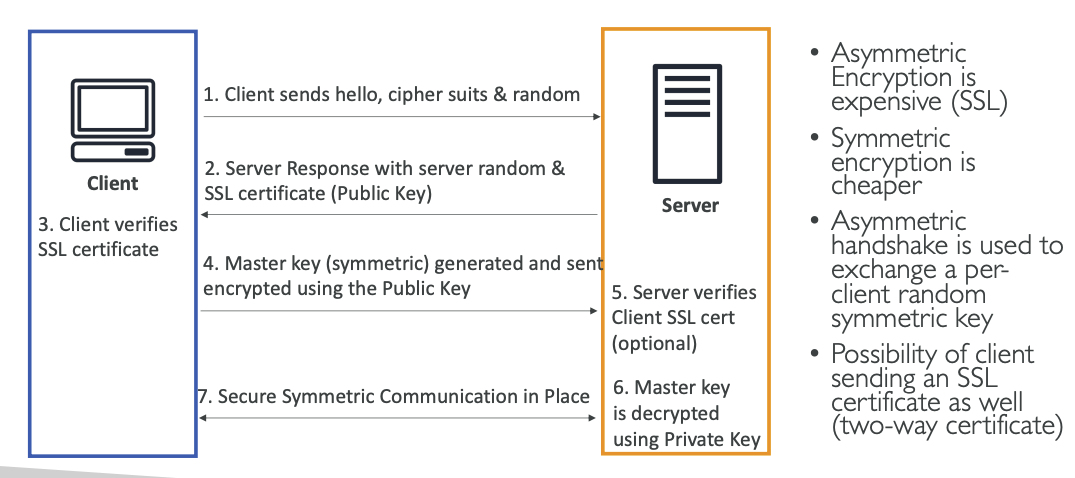 1. Client sends hello, cipher suits & random
2. Server Response with server random &
SSL certificate (Public Key)
Client
3. Client verifies
SSL certificate
4. Master key (symmetric) generated and sent
encrypted using the Public Key
Server
5. Server verifies
Client SSL cert
(optional)
6. Master key
is decrypted
using Private Key
7. Secure Symmetric Communication in Place
• Asymmetric
Encryption is
expensive (SSL)
• Symmetric
encryption is
cheaper
• Asymmetric
handshake is used to
exchange a per-
client random
symmetric key
• Possibility of client
sending an SSL
certificate as well
(two-way certificate)